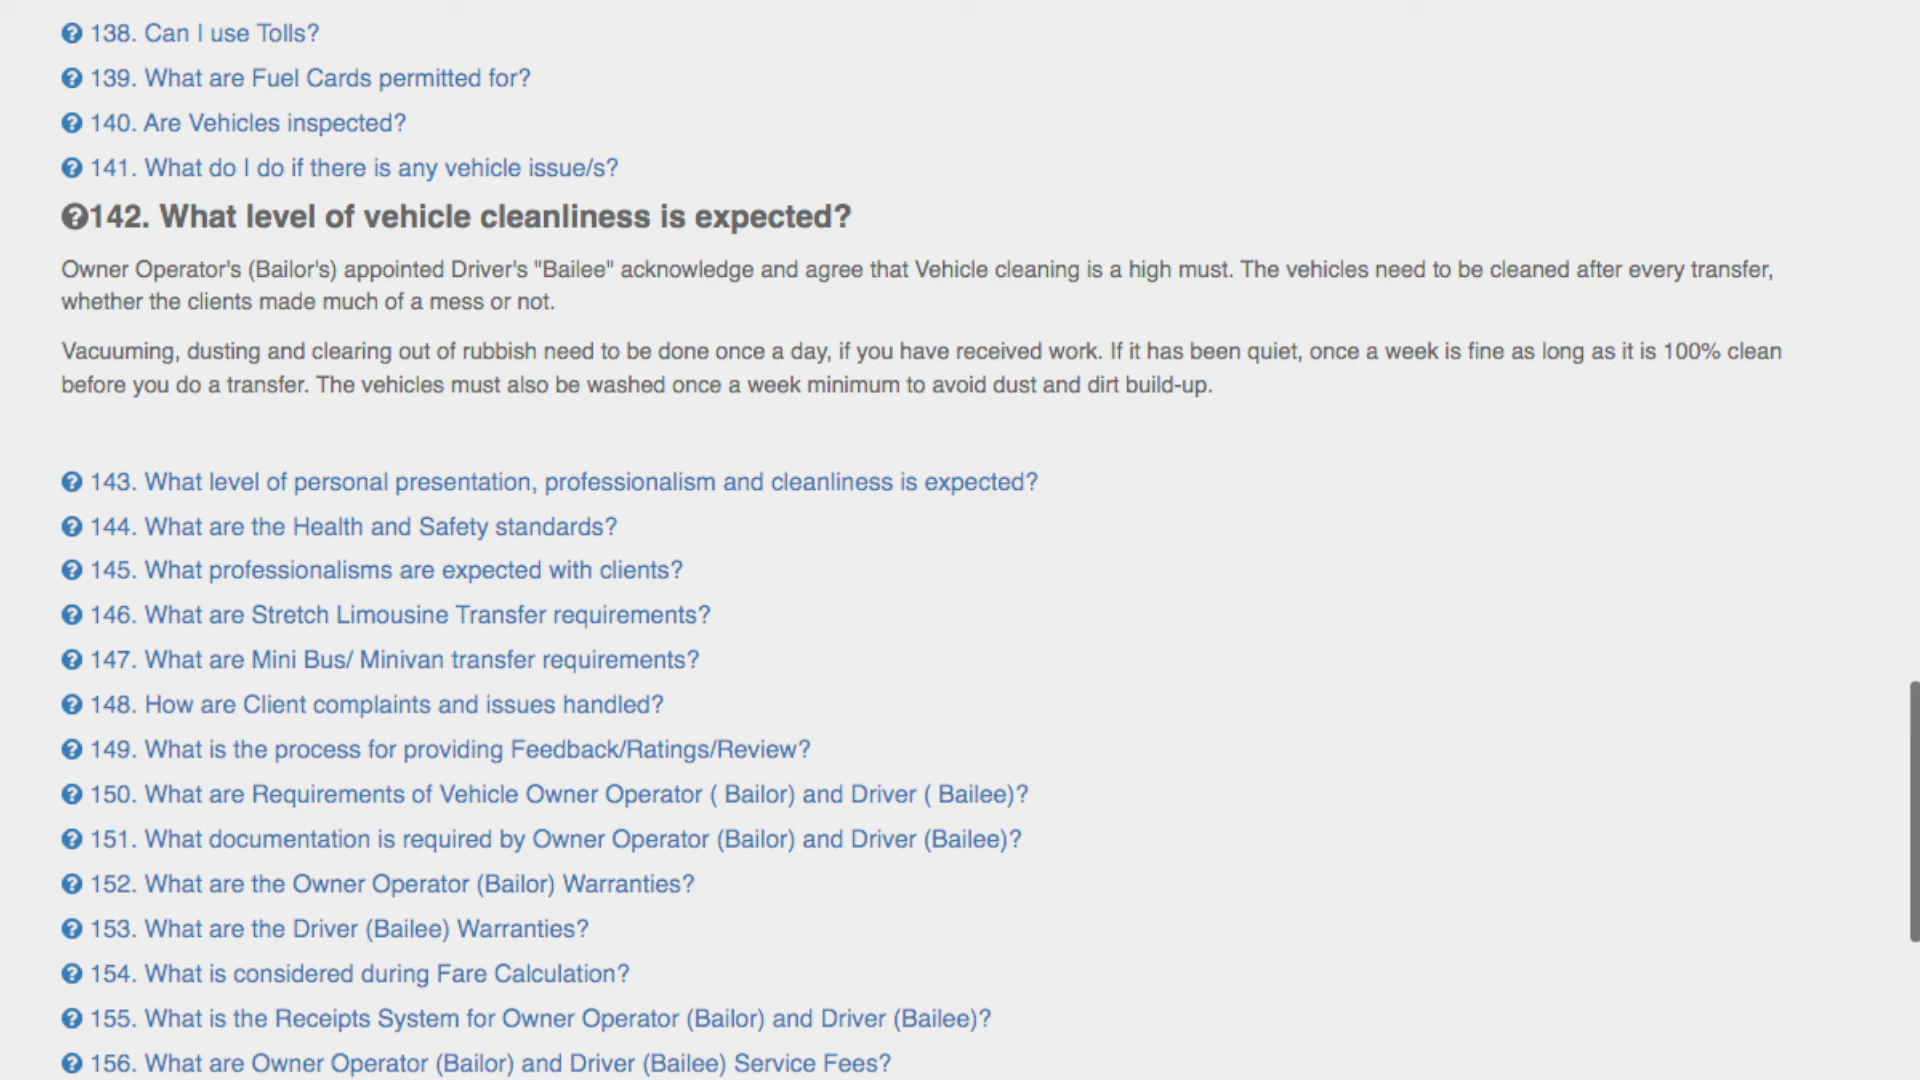 138. Can I use Tolls?
139. What are Fuel Cards permitted for?
140. Are Vehicles inspected?
141. What do I do if there is any vehicle issue/s?
142. What level of vehicle cleanliness is expected?
Owner Operator's (Bailor's) appointed Driver's "Bailee" acknowledge and agree that Vehicle cleaning is a high must. The vehicles need to be cleaned after every transfer,
whether the clients made much of a mess or not.
Vacuuming, dusting and clearing out of rubbish need to be done once a day, if you have received work. If it has been quiet, once a week is fine as long as it is 100% clean
before you do a transfer. The vehicles must also be washed once a week minimum to avoid dust and dirt build-up.
143. What level of personal presentation, professionalism and cleanliness is expected?
144. What are the Health and Safety standards?
145. What professionalisms are expected with clients?
146. What are Stretch Limousine Transfer requirements?
147. What are Mini Bus/ Minivan transfer requirements?
148. How are Client complaints and issues handled?
149. What is the process for providing Feedback/Ratings/Review?
150. What are Requirements of Vehicle Owner Operator ( Bailor) and Driver ( Bailee)?
151. What documentation is required by Owner Operator (Bailor) and Driver (Bailee)?
152. What are the Owner Operator (Bailor) Warranties?
153. What are the Driver (Bailee) Warranties?
154. What is considered during Fare Calculation?
155. What is the Receipts System for Owner Operator (Bailor) and Driver (Bailee)?
156. What are Owner Operator (Bailor) and Driver (Bailee) Service Fees?